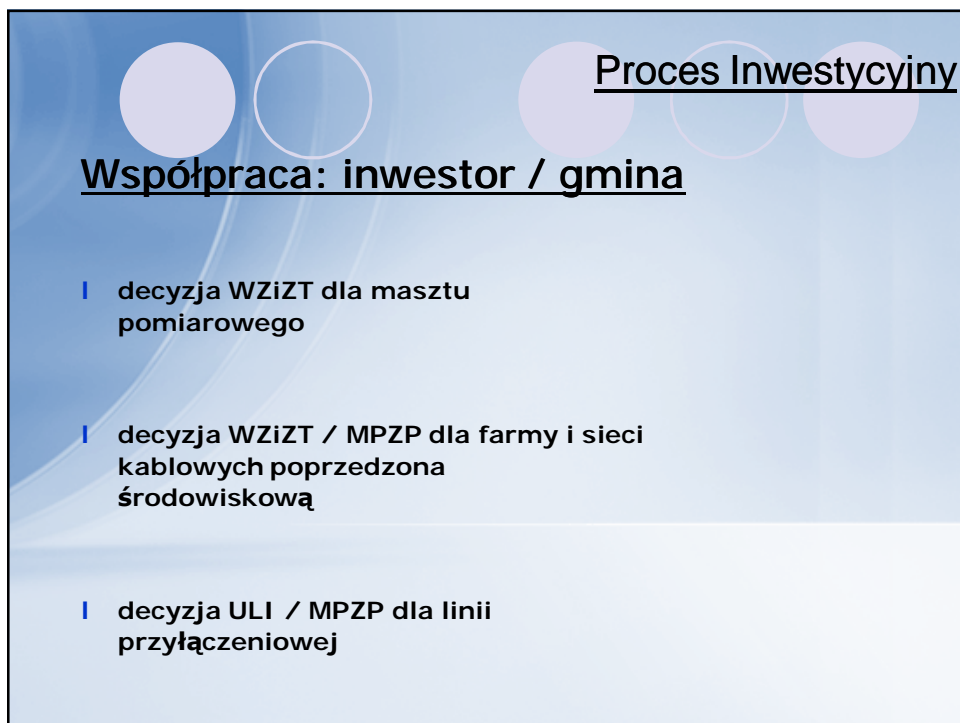 Proces Inwestycyjny
Współpraca: inwestor / gmina
l decyzja WZiZT dla masztu
pomiarowego
l decyzja WZiZT / MPZP dla farmy i sieci
kablowych poprzedzona
środowiskową
l decyzja ULI / MPZP dla linii
przyłączeniowej